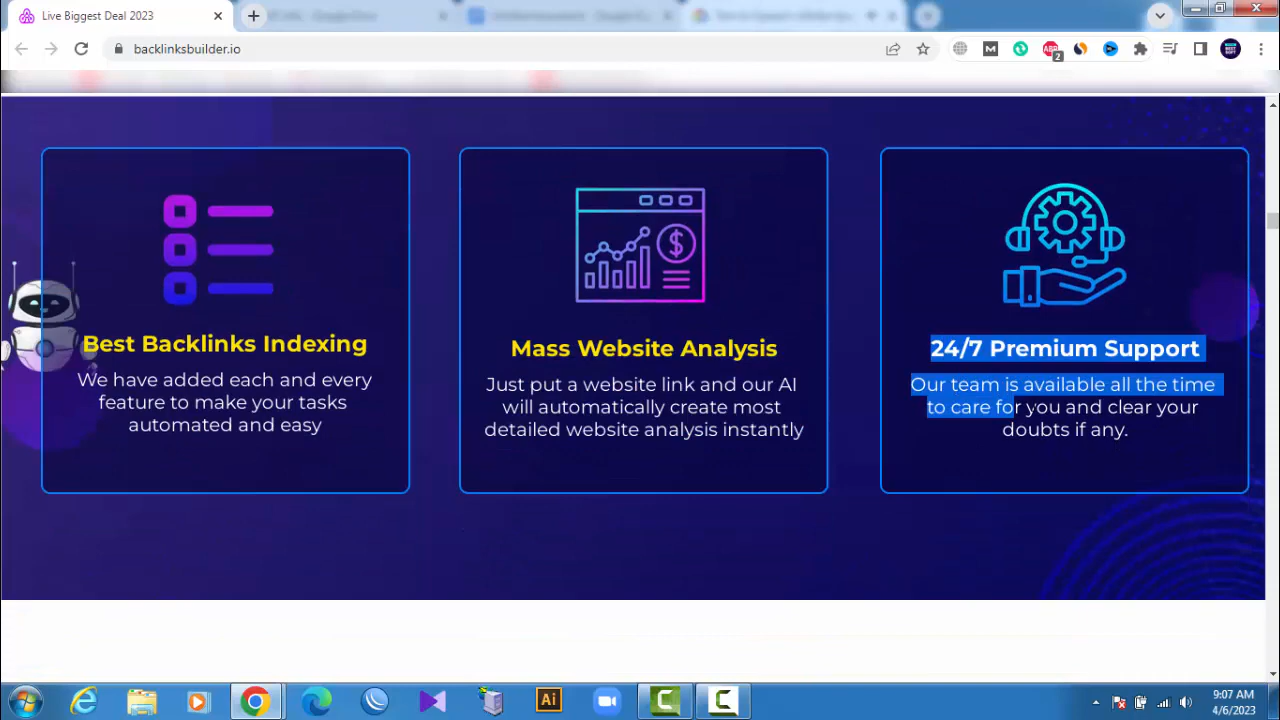 Live Biggest Deal 2023
backlinksbuilder.io
M
ABP
2
Best Backlinks Indexing
We have added each and every
feature to make your tasks
automated and easy
$
Mass Website Analysis
Just put a website link and our AI
will automatically create most
detailed website analysis instantly
24/7 Premium Support
Our team is available all the time
to care for you and clear your
doubts if any.
Ai
9:07 AM
4/6/2023